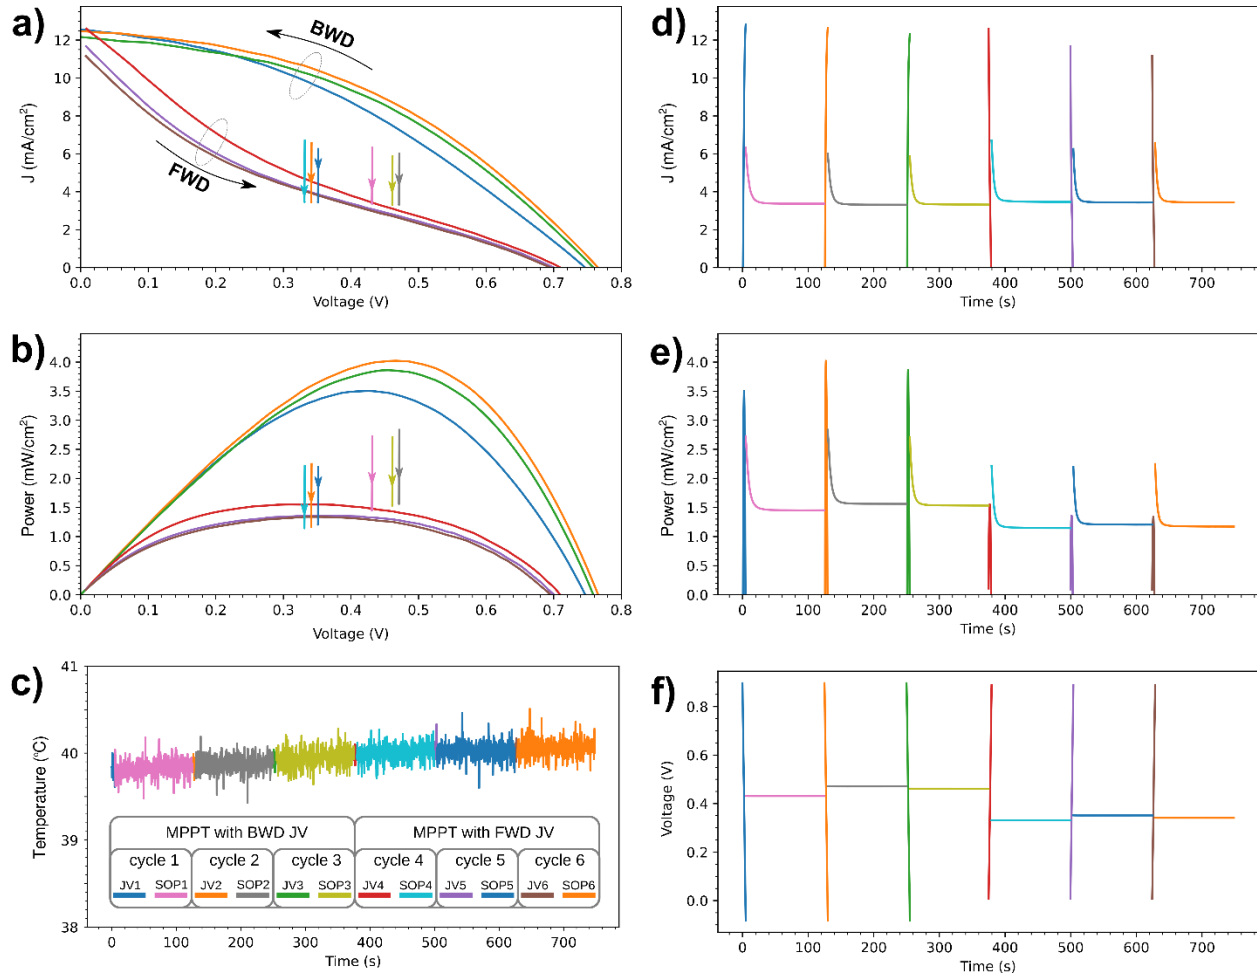 a)
BWD
FWD
J (mA/cm²)
12
10
8
6
4
2
0
0.0 0.1 0.2 0.3 0.4 0.5 0.6 0.7 0.8
Voltage (V)
d)
J (mA/cm²)
12
10
8
6
4
2
0
0 100 200 300 400 500 600 700
Time (s)
b)
Power (mW/cm²)
4.0
3.5
3.0
2.5
2.0
1.5
1.0
0.5
0.0
0.0 0.1 0.2 0.3 0.4 0.5 0.6 0.7 0.8
Voltage (V)
e)
Power (mW/cm²)
4.0
3.5
3.0
2.5
2.0
1.5
1.0
0.5
0.0
0 100 200 300 400 500 600 700
Time (s)
c)
Temperature (°C)
41
40
39
38
MPPT with BWD JV MPPT with FWD JV
cycle 1 cycle 2 cycle 3 cycle 4 cycle 5 cycle 6
JV1 SOP1 JV2 SOP2 JV3 SOP3 JV4 SOP4 JV5 SOP5 JV6 SOP6
0 100 200 300 400 500 600 700
Time (s)
f)
Voltage (V)
0.8
0.6
0.4
0.2
0.0
0 100 200 300 400 500 600 700
Time (s)